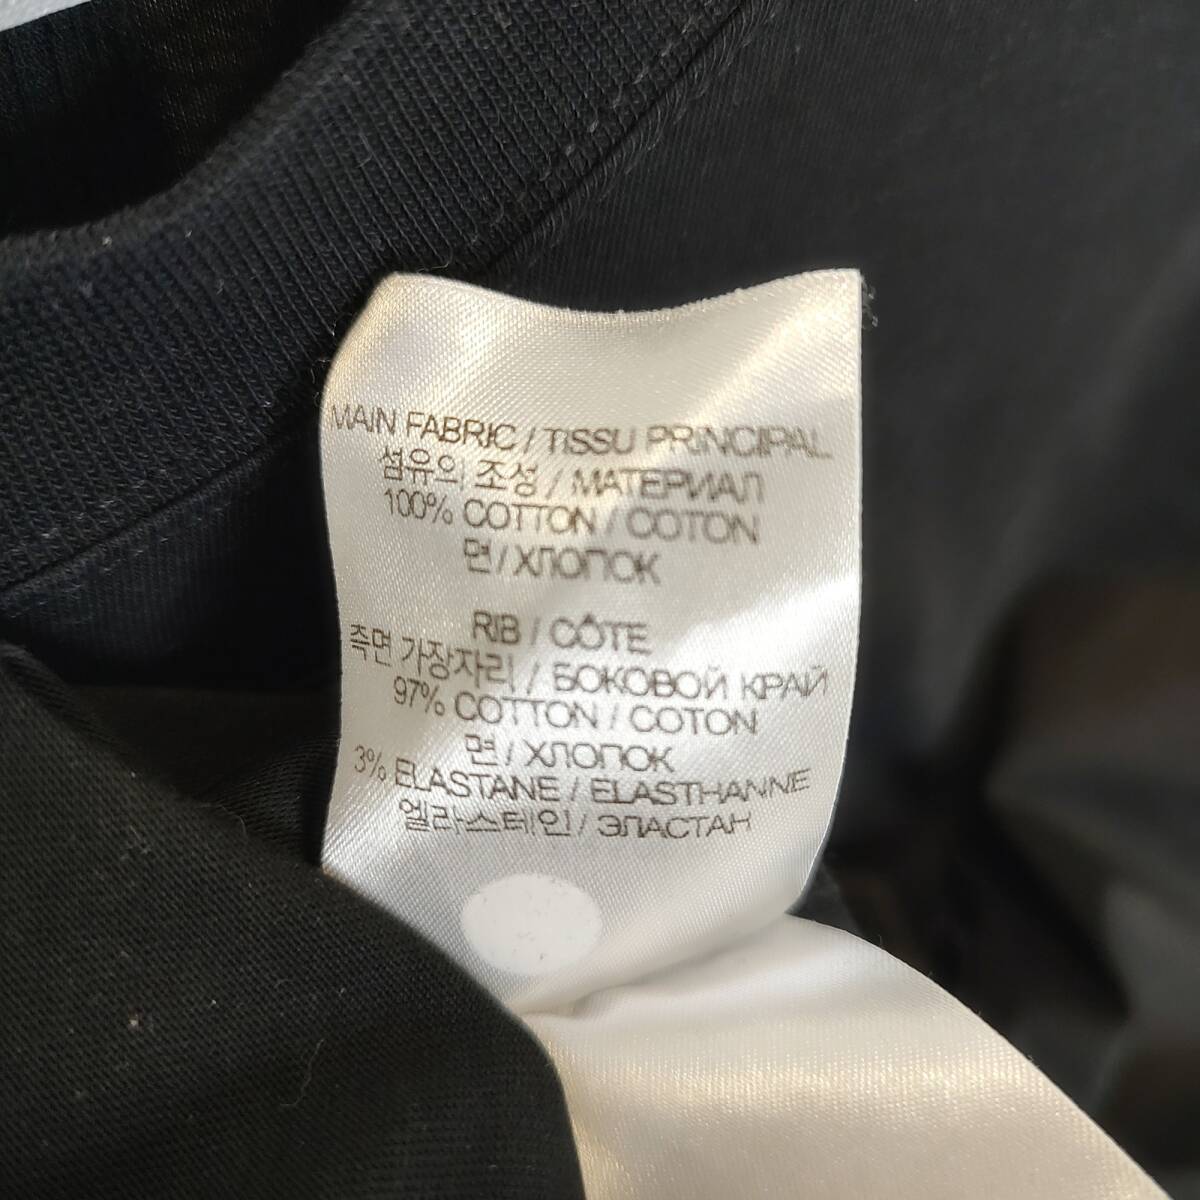 MAIN FABRIC / TISSU PRINCIPAL
섬유의 조성 / МАТЕРИАЛ
100% COTTON / COTON
면 / ХЛОПОК
RIB / CÔTE
측면 가장자리 / БОКОВОЙ КРАЙ
97% COTTON / COTON
면 / ХЛОПОК
3% ELASTANE / ELASTHANNE
엘라스테인 / ЭЛАСТАН